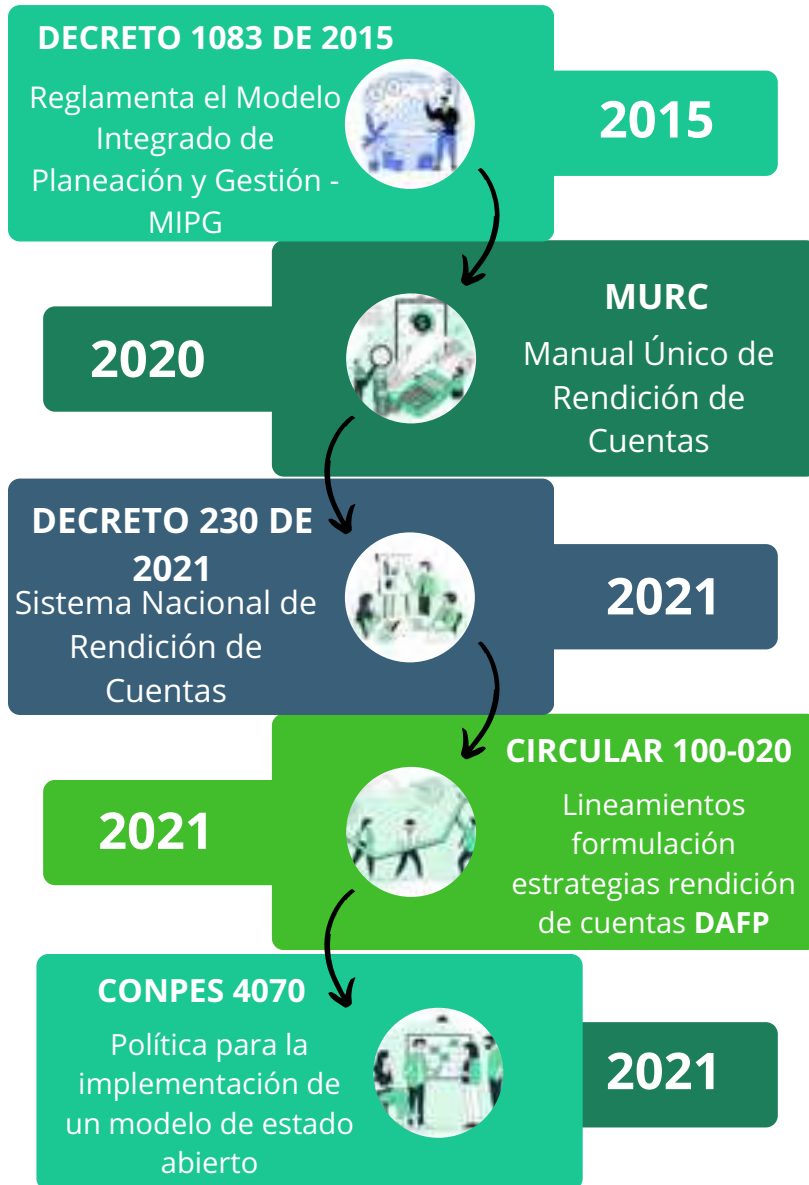 DECRETO 1083 DE 2015
Reglamenta el Modelo
Integrado de
Planeación y Gestión -
MIPG
2015
2020
MURC
Manual Único de
Rendición de
Cuentas
DECRETO 230 DE
2021
Sistema Nacional de
Rendición de
Cuentas
2021
2021
CIRCULAR 100-020
Lineamientos
formulación
estrategias rendición
de cuentas DAFP
CONPES 4070
Política para la
implementación de
un modelo de estado
abierto
2021